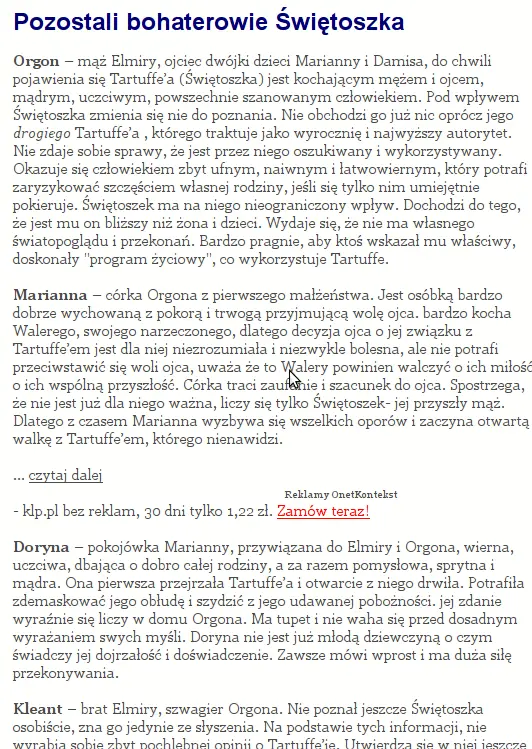 Pozostali bohaterowie Świętoszka
Orgon – mąż Elmiry, ojciec dwójki dzieci Marianny i Damisa, do chwili
pojawienia się Tartuffe’a (Świętoszka) jest kochającym mężem i ojcem,
mądrym, uczciwym, powszechnie szanowanym człowiekiem. Pod wpływem
Świętoszka zmienia się nie do poznania. Nie obchodzi go już nic oprócz jego
drogiego Tartuffe’a , którego traktuje jako wyrocznię i najwyższy autorytet.
Nie zdaje sobie sprawy, że jest przez niego oszukiwany i wykorzystywany.
Okazuje się człowiekiem zbyt ufnym, naiwnym i łatwowiernym, który potrafi
zaryzykować szczęściem własnej rodziny, jeśli się tylko nim umiejętnie
pokieruje. Świętoszek ma na niego nieograniczony wpływ. Dochodzi do tego,
że jest mu on bliższy niż żona i dzieci. Wydaje się, że nie ma własnego
światopoglądu i przekonań. Bardzo pragnie, aby ktoś wskazał mu właściwy,
doskonały "program życiowy", co wykorzystuje Tartuffe.
Marianna – córka Orgona z pierwszego małżeństwa. Jest osóbką bardzo
dobrze wychowaną z pokorą i trwogą przyjmującą wolę ojca. bardzo kocha
Walerego, swojego narzeczonego, dlatego decyzja ojca o jej związku z
Tartuffe’em jest dla niej niezrozumiała i niezwykle bolesna, ale nie potrafi
przeciwstawić się woli ojca, uważa że to Walery powinien walczyć o ich miłość
o ich wspólną przyszłość. Córka traci zaufanie i szacunek do ojca. Spostrzega,
że nie jest już dla niego ważna, liczy się tylko Świętoszek- jej przyszły mąż.
Dlatego z czasem Marianna wyzbywa się wszelkich oporów i zaczyna otwartą
walkę z Tartuffe’em, którego nienawidzi.
... czytaj dalej
Reklamy OnetKontekst
- klp.pl bez reklam, 30 dni tylko 1,22 zł. Zamów teraz!
Doryna – pokojówka Marianny, przywiązana do Elmiry i Orgona, wierna,
uczciwa, dbająca o dobro całej rodziny, a za razem pomysłowa, sprytna i
mądra. Ona pierwsza przejrzała Tartuffe’a i otwarcie z niego drwiła. Potrafiła
zdemaskować jego obłudę i szydzić z jego udawanej pobożności. jej zdanie
wyraźnie się liczy w domu Orgona. Ma tupet i nie waha się przed dosadnym
wyrażaniem swych myśli. Doryna nie jest już młodą dziewczyną o czym
świadczy jej dojrzałość i doświadczenie. Zawsze mówi wprost i ma duża siłę
przekonywania.
Kleant – brat Elmiry, szwagier Orgona. Nie poznał jeszcze Świętoszka
osobiście, zna go jedynie ze słyszenia. Na podstawie tych informacji, nie
wyrabia sobie zbyt pochlebnej opinii o Tartuffe’ie. Utwierdza się w niej jeszcze